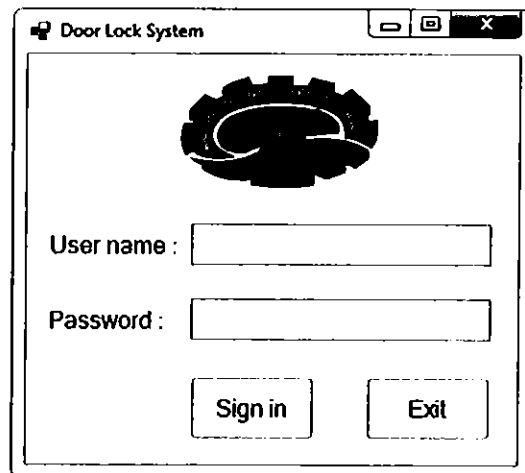 Door Lock System
User name :
Password :
Sign in
Exit